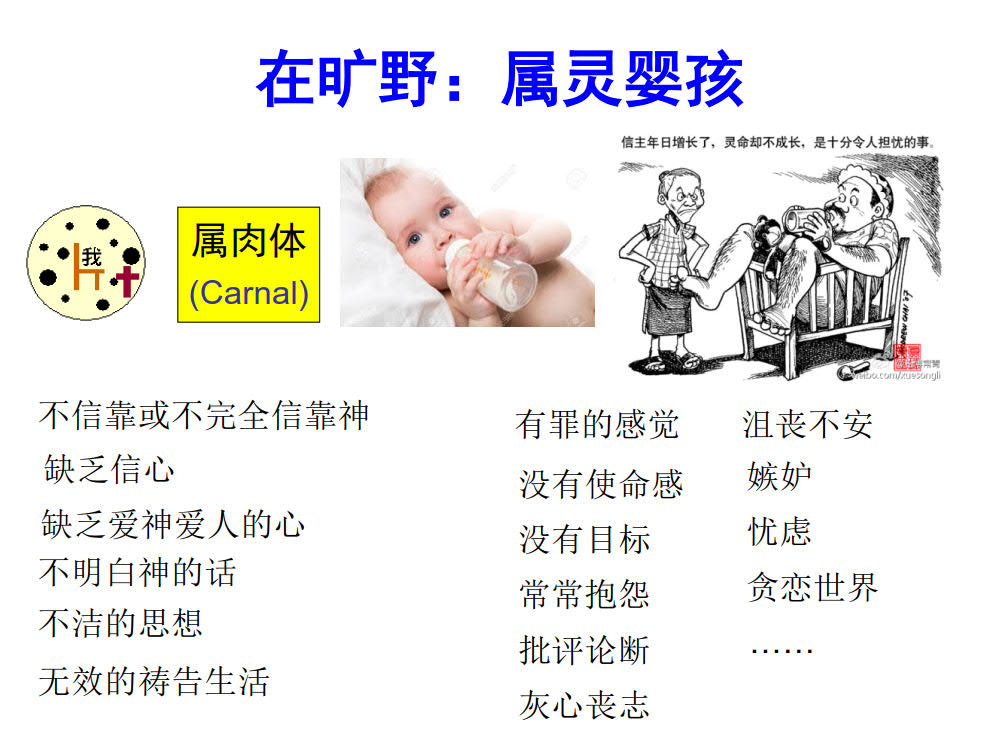 在旷野：属灵婴孩
信主年日增长了，灵命却不成长，是十分令人担忧的事。
我
属肉体
(Carnal)
不信靠或不完全信靠神
缺乏信心
缺乏爱神爱人的心
不明白神的话
不洁的思想
无效的祷告生活
有罪的感觉
没有使命感
没有目标
常常抱怨
批评论断
灰心丧志
沮丧不安
嫉妒
忧虑
贪恋世界
……